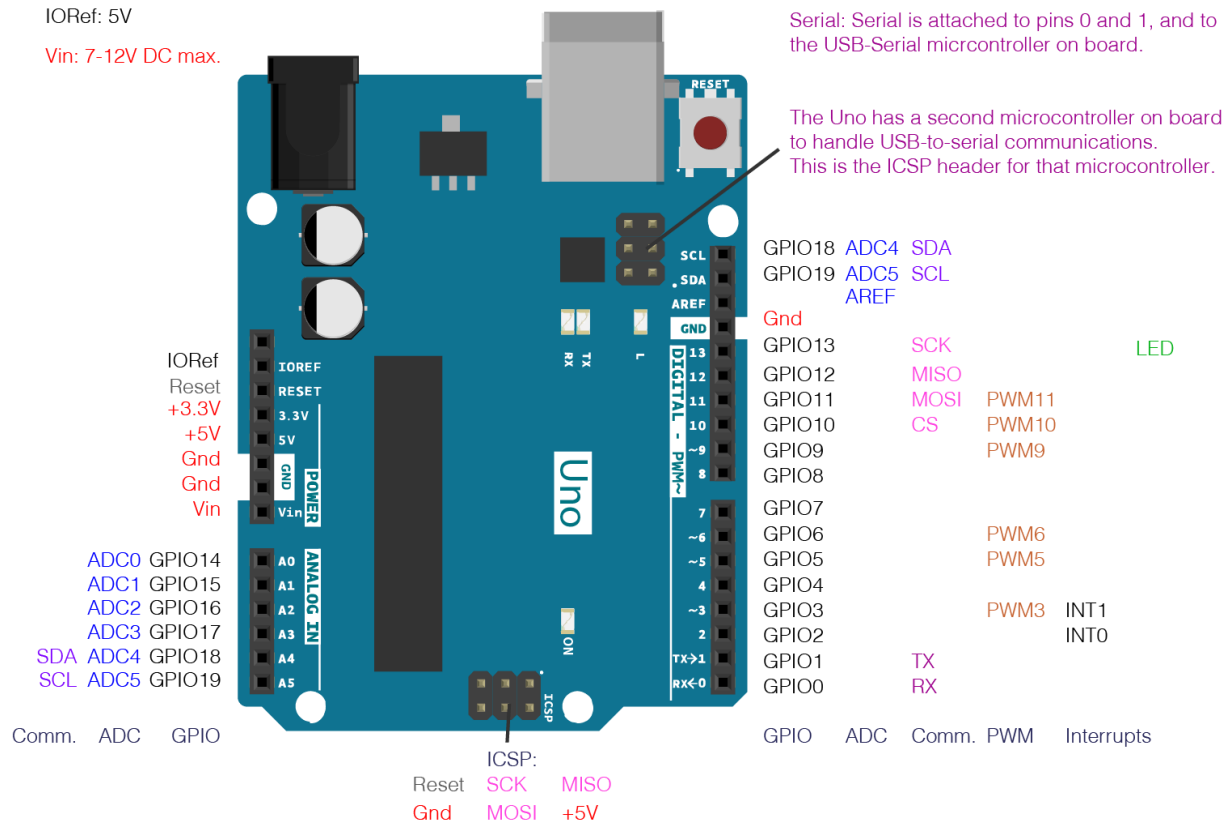 IORef: 5V
Vin: 7-12V DC max.
Serial: Serial is attached to pins 0 and 1, and to
the USB-Serial micrcontroller on board.
The Uno has a second microcontroller on board
to handle USB-to-serial communications.
This is the ICSP header for that microcontroller.
RESET
SCL GPIO18 ADC4 SDA
SDA GPIO19 ADC5 SCL
AREF AREF
GND Gnd
13 GPIO13 SCK LED
12 GPIO12 MISO
11 GPIO11 MOSI PWM11
10 GPIO10 CS PWM10
~9 GPIO9 PWM9
8 GPIO8
7 GPIO7
~6 GPIO6 PWM6
~5 GPIO5 PWM5
4 GPIO4
~3 GPIO3 PWM3 INT1
2 GPIO2 INT0
TX→1 GPIO1 TX
RX←0 GPIO0 RX
GPIO ADC Comm. PWM Interrupts
DIGITAL - PWM~
RX TX L
Uno
ON
IORef IOREF
Reset RESET
+3.3V 3.3V
+5V 5V
Gnd GND
Gnd
Vin Vin
POWER
ADC0 GPIO14 A0
ADC1 GPIO15 A1
ADC2 GPIO16 A2
ADC3 GPIO17 A3
SDA ADC4 GPIO18 A4
SCL ADC5 GPIO19 A5
ANALOG IN
Comm. ADC GPIO
ICSP
ICSP:
Reset SCK MISO
Gnd MOSI +5V